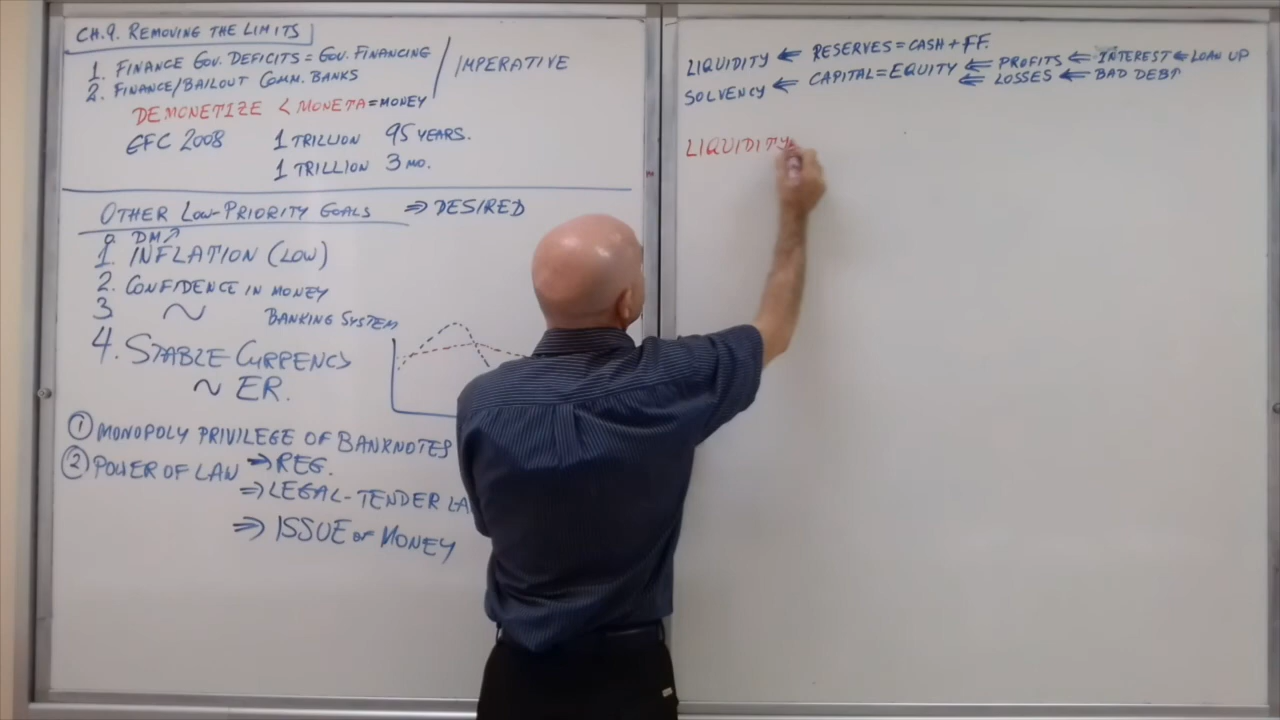 CH.9. REMOVING THE LIMITS
1. FINANCE GOV. DEFICITS = GOV. FINANCING
2. FINANCE/BAILOUT COMM. BANKS
/ IMPERATIVE
DEMONETIZE < MONETA = MONEY
GFC 2008 1 TRILLION 95 YEARS.
1 TRILLION 3 MO.
OTHER LOW-PRIORITY GOALS ⇒ DESIRED
0. DM ↗
1. INFLATION (LOW)
2. CONFIDENCE IN MONEY
3 ~ BANKING SYSTEM
4. STABLE CURRENCY
~ ER.
① MONOPOLY PRIVILEGE OF BANKNOTES
② POWER OF LAW ⇒ REG.
⇒ LEGAL-TENDER LA
⇒ ISSUE OF MONEY
LIQUIDITY ⇐ RESERVES = CASH + FF.
SOLVENCY ⇐ CAPITAL = EQUITY ⇐ PROFITS ⇐ INTEREST ⇐ LOAN UP
⇐ LOSSES ⇐ BAD DEBT
LIQUIDITY